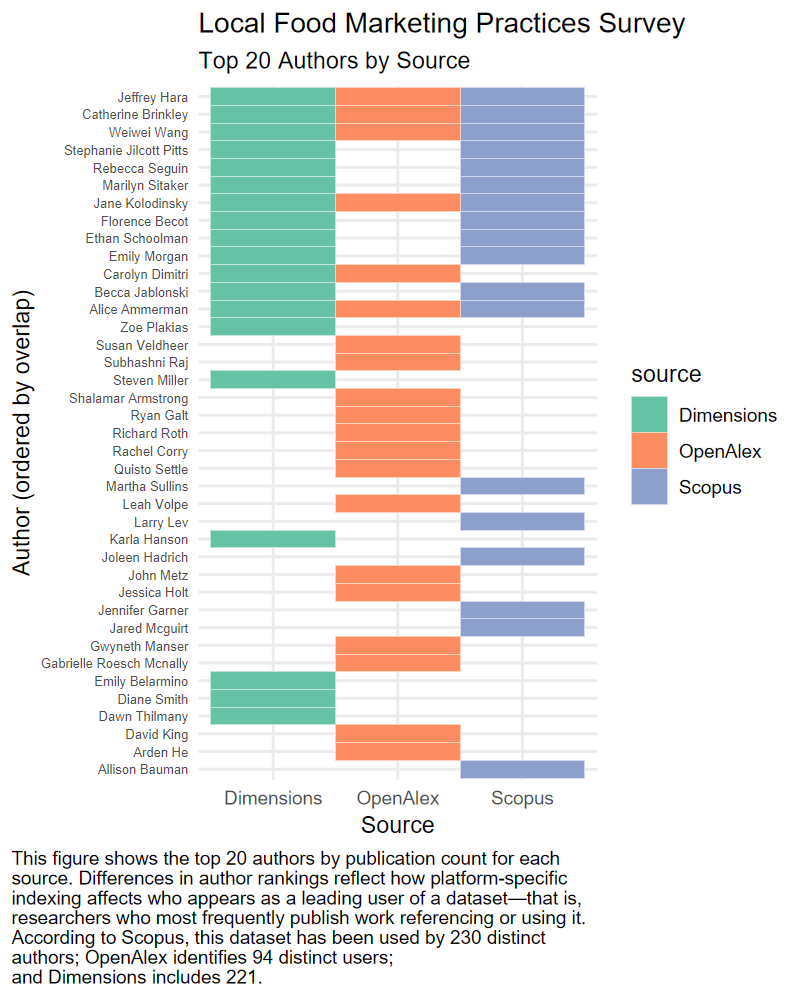 Local Food Marketing Practices Survey
Top 20 Authors by Source
Author (ordered by overlap)
Jeffrey Hara
Catherine Brinkley
Weiwei Wang
Stephanie Jilcott Pitts
Rebecca Seguin
Marilyn Sitaker
Jane Kolodinsky
Florence Becot
Ethan Schoolman
Emily Morgan
Carolyn Dimitri
Becca Jablonski
Alice Ammerman
Zoe Plakias
Susan Veldheer
Subhashni Raj
Steven Miller
Shalamar Armstrong
Ryan Galt
Richard Roth
Rachel Corry
Quisto Settle
Martha Sullins
Leah Volpe
Larry Lev
Karla Hanson
Joleen Hadrich
John Metz
Jessica Holt
Jennifer Garner
Jared Mcguirt
Gwyneth Manser
Gabrielle Roesch Mcnally
Emily Belarmino
Diane Smith
Dawn Thilmany
David King
Arden He
Allison Bauman
Dimensions OpenAlex Scopus
Source
source
Dimensions
OpenAlex
Scopus
This figure shows the top 20 authors by publication count for each
source. Differences in author rankings reflect how platform-specific
indexing affects who appears as a leading user of a dataset—that is,
researchers who most frequently publish work referencing or using it.
According to Scopus, this dataset has been used by 230 distinct
authors; OpenAlex identifies 94 distinct users;
and Dimensions includes 221.